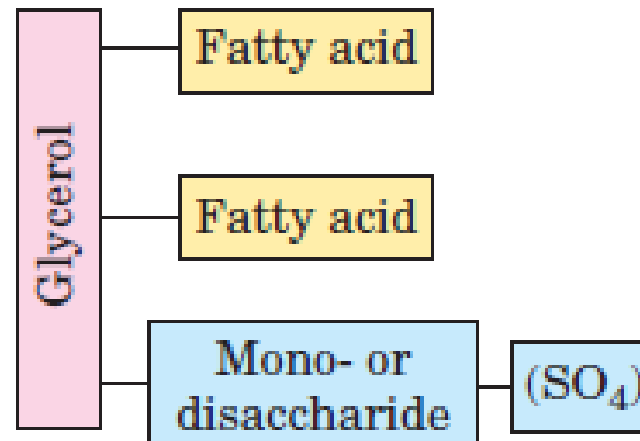 Glycerol
Fatty acid
Fatty acid
Mono- or
disaccharide
(SO₄)